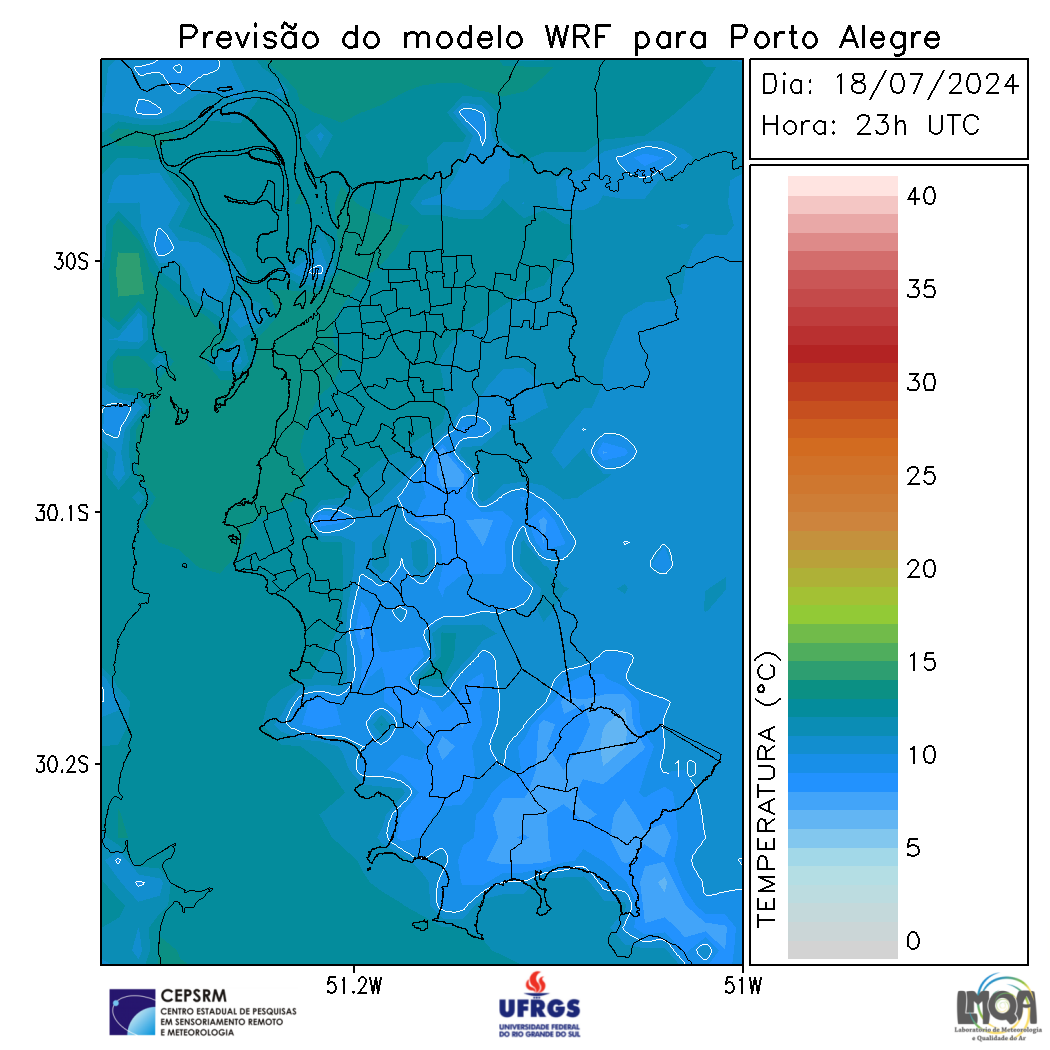 Previsão do modelo WRF para Porto Alegre
Dia: 18/07/2024
Hora: 23h UTC
30S
30.1S
30.2S
51.2W
51W
10
TEMPERATURA (°C)
40
35
30
25
20
15
10
5
0
CEPSRM
CENTRO ESTADUAL DE PESQUISAS
EM SENSORIAMENTO REMOTO
E METEOROLOGIA
UFRGS
UNIVERSIDADE FEDERAL
DO RIO GRANDE DO SUL
LMQA
Laboratório de Meteorologia
e Qualidade do Ar